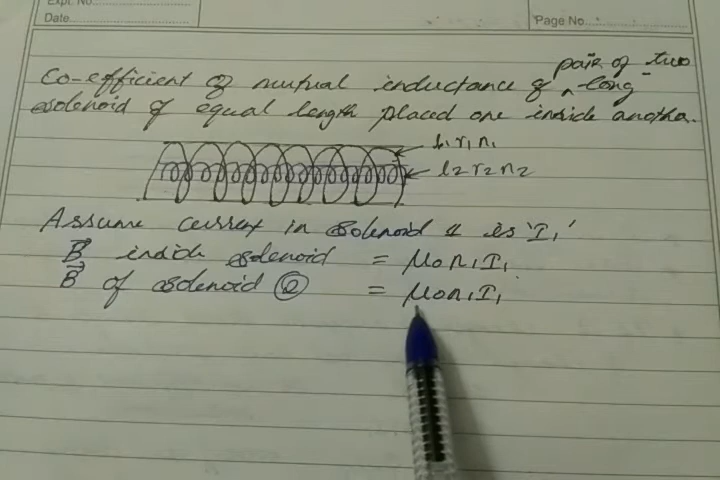 Expt. No.
Date
Page No.
pair of two
Co-efficient of mutual inductance of ^ long
solenoid of equal length placed one inside another.
l1 r1 n1
l2 r2 n2
Assume current in solenoid 1 is 'I1'
B⃗ inside solenoid = μ0n1I1
B⃗ of solenoid ② = μ0n1I1